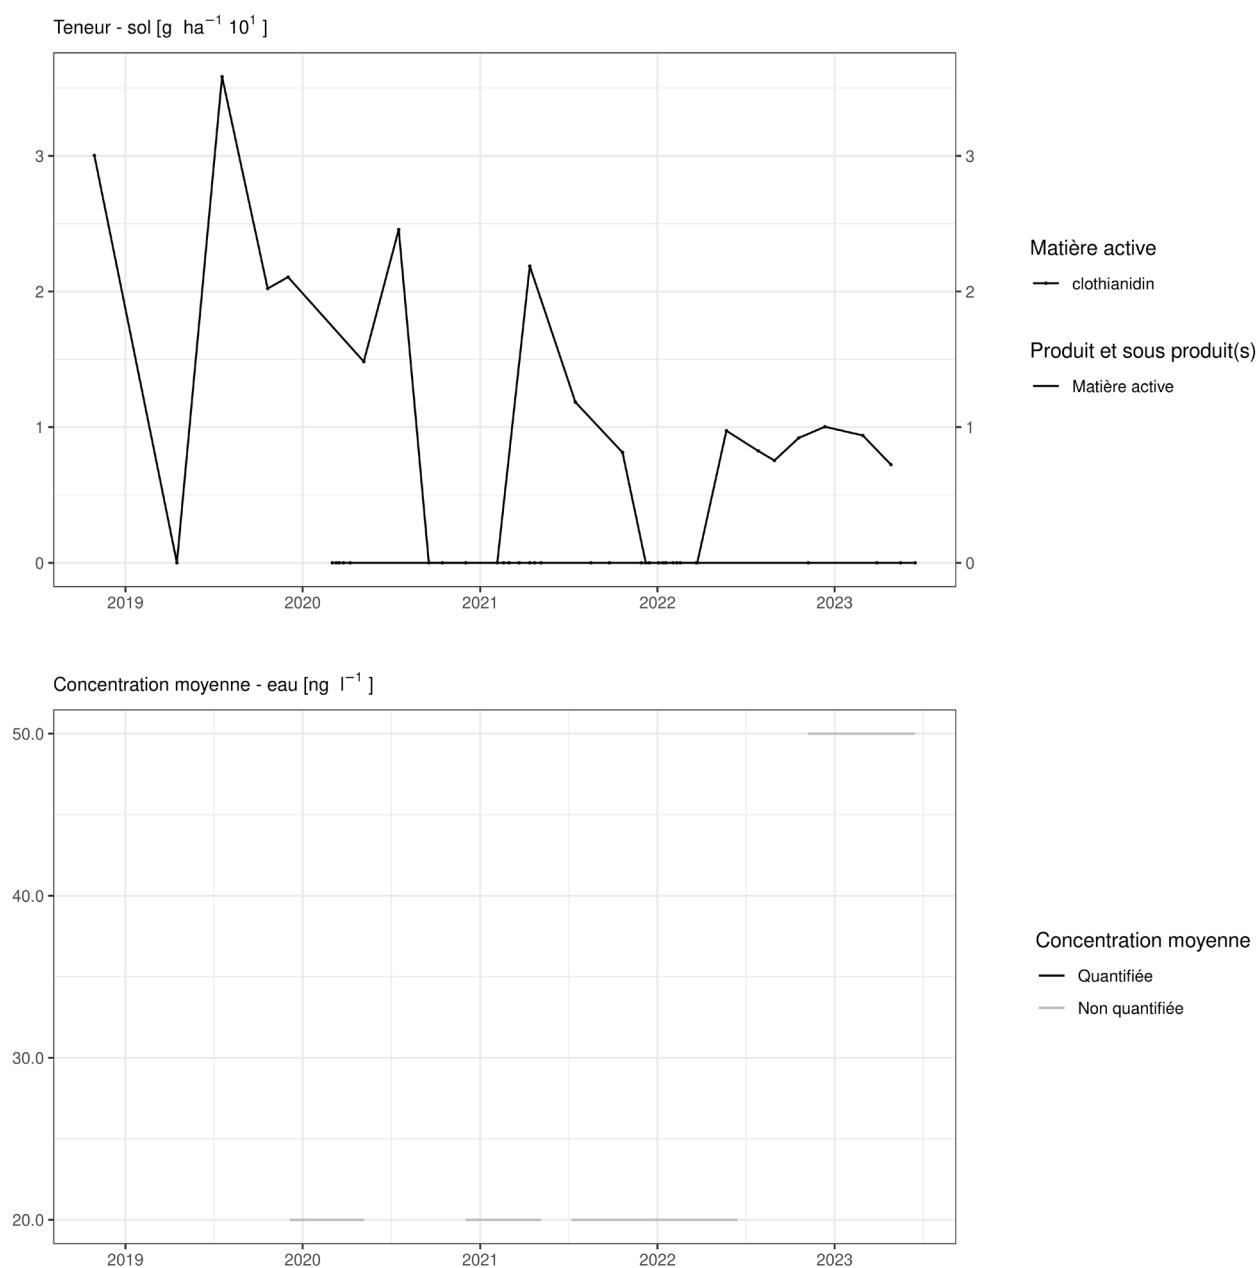 Teneur - sol [g ha⁻¹ 10¹ ]
3
2
1
0
3
2
1
0
2019 2020 2021 2022 2023
Matière active
clothianidin
Produit et sous produit(s)
Matière active
Concentration moyenne - eau [ng l⁻¹ ]
50.0
40.0
30.0
20.0
2019 2020 2021 2022 2023
Concentration moyenne
Quantifiée
Non quantifiée